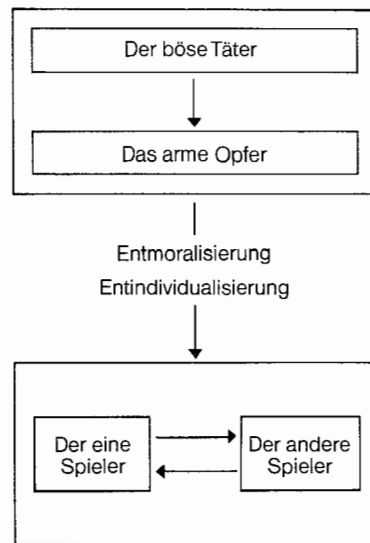 Der böse Täter
Das arme Opfer
Entmoralisierung
Entindividualisierung
Der eine
Spieler
Der andere
Spieler